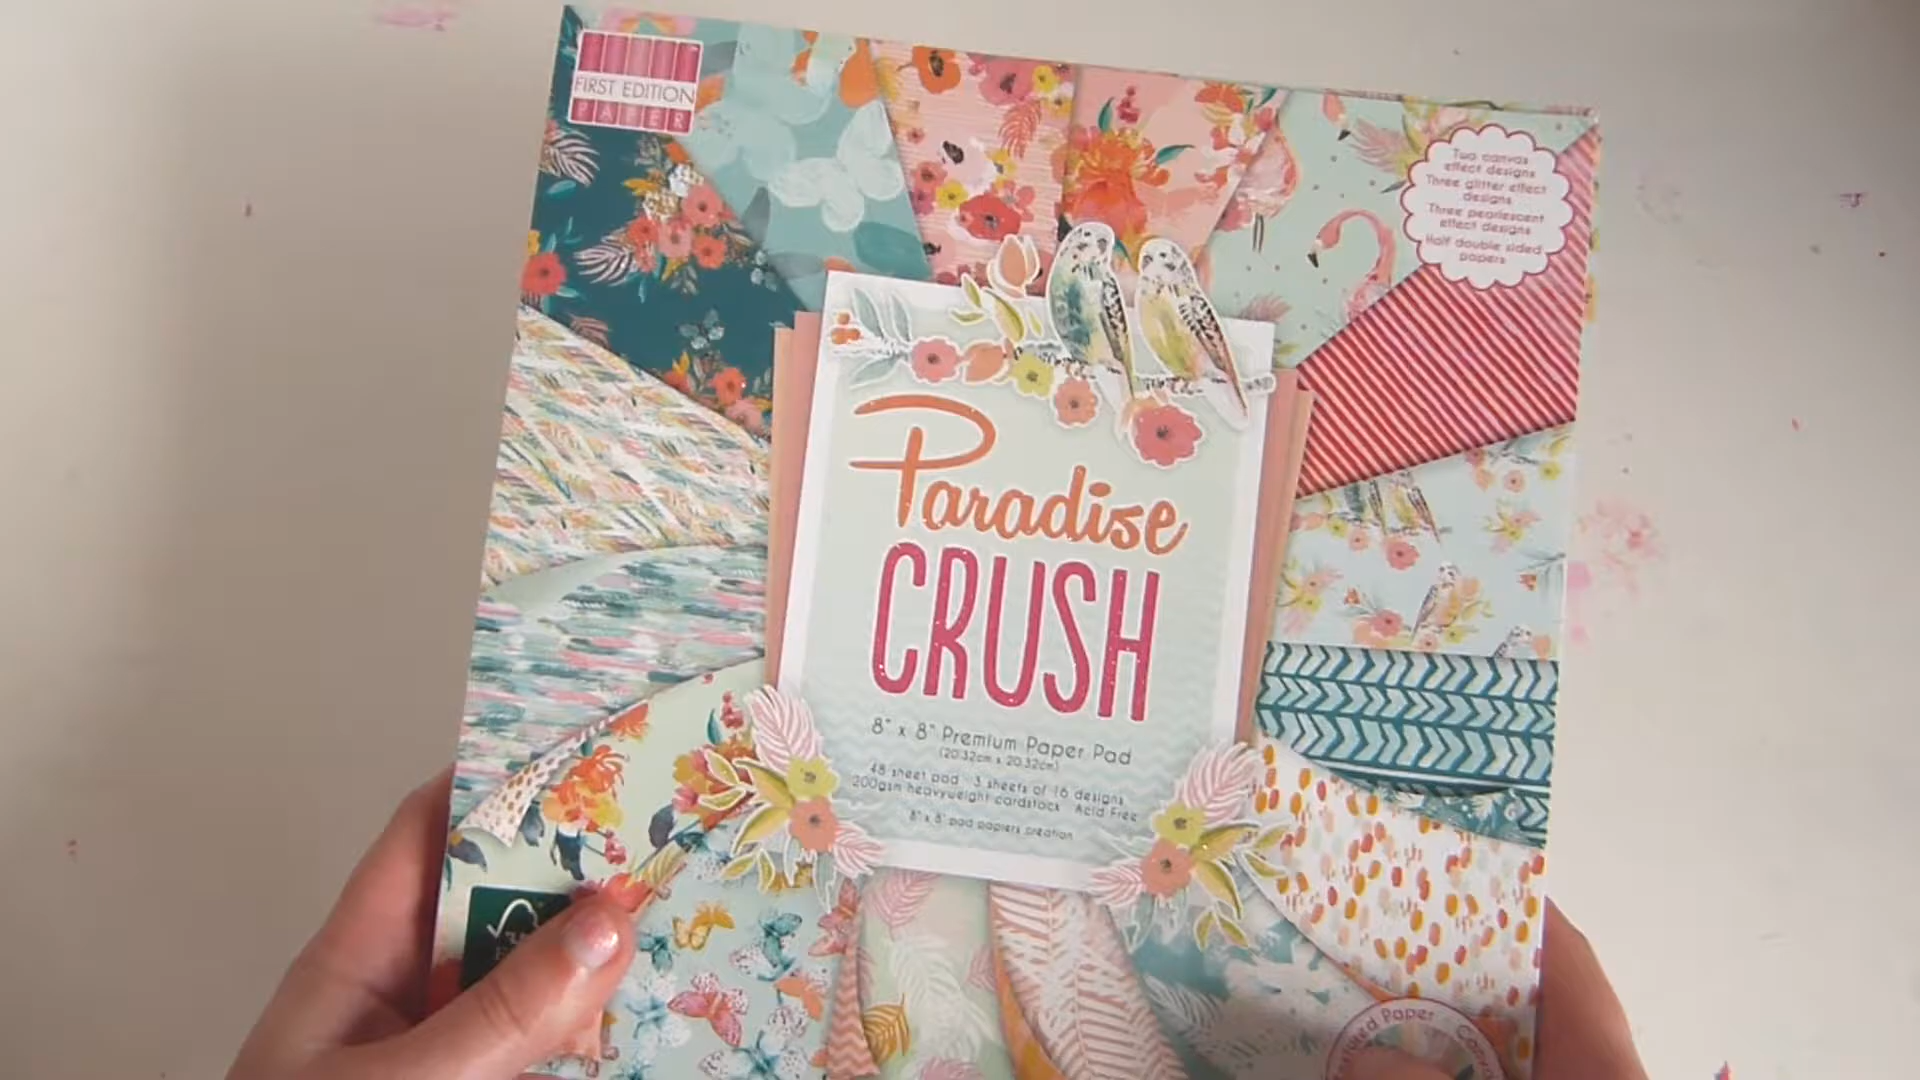 FIRST EDITION
PAPER
Two canvas
effect designs
Three glitter effect
designs
Three pearlescent
effect designs
Half double sided
papers
Paradise
CRUSH
8" x 8" Premium Paper Pad
(20.32cm x 20.32cm)
48 sheet pad 3 sheets of 16 designs
200gsm heavyweight cardstock Acid Free
8" x 8" pad papiers création
Paper